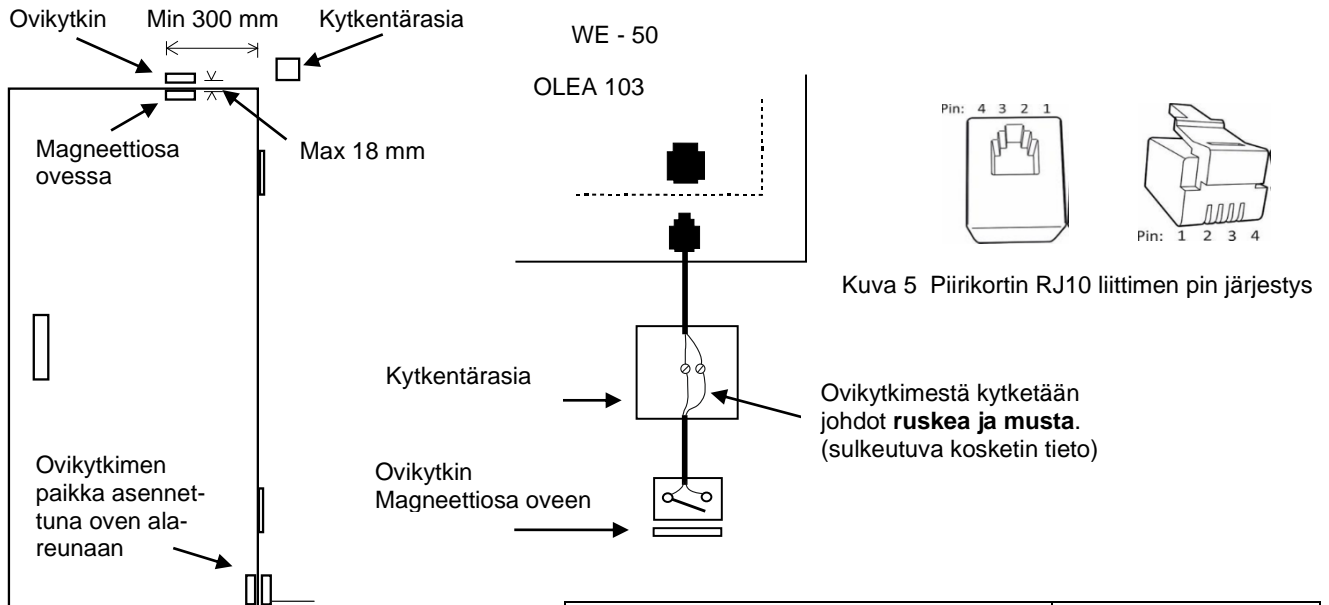 Ovikytkin
Min 300 mm
Kytkentärasia
Magneettiosa
ovessa
Max 18 mm
Ovikytkimen
paikka asennet-
tuna oven ala-
reunaan
WE - 50
OLEA 103
Kytkentärasia
Ovikytkin
Magneettiosa oveen
Ovikytkimestä kytketään
johdot ruskea ja musta.
(sulkeutuva kosketin tieto)
Pin: 4 3 2 1
Pin: 1 2 3 4
Kuva 5 Piirikortin RJ10 liittimen pin järjestys